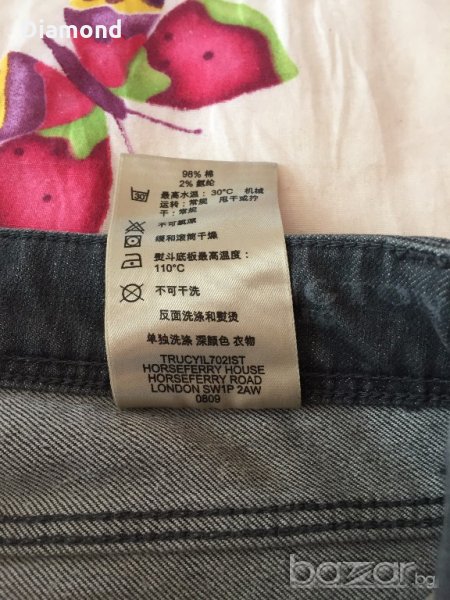 Diamond
98% 棉
2% 氨纶
30 最高水温：30°C 机械
运转：常规 甩干或拧
干：常规
不可氯漂
缓和滚筒干燥
熨斗底板最高温度：
110°C
不可干洗
反面洗涤和熨烫
单独洗涤 深颜色 衣物
TRUCYIL702IST
HORSEFERRY HOUSE
HORSEFERRY ROAD
LONDON SW1P 2AW
0809
bazar.bg